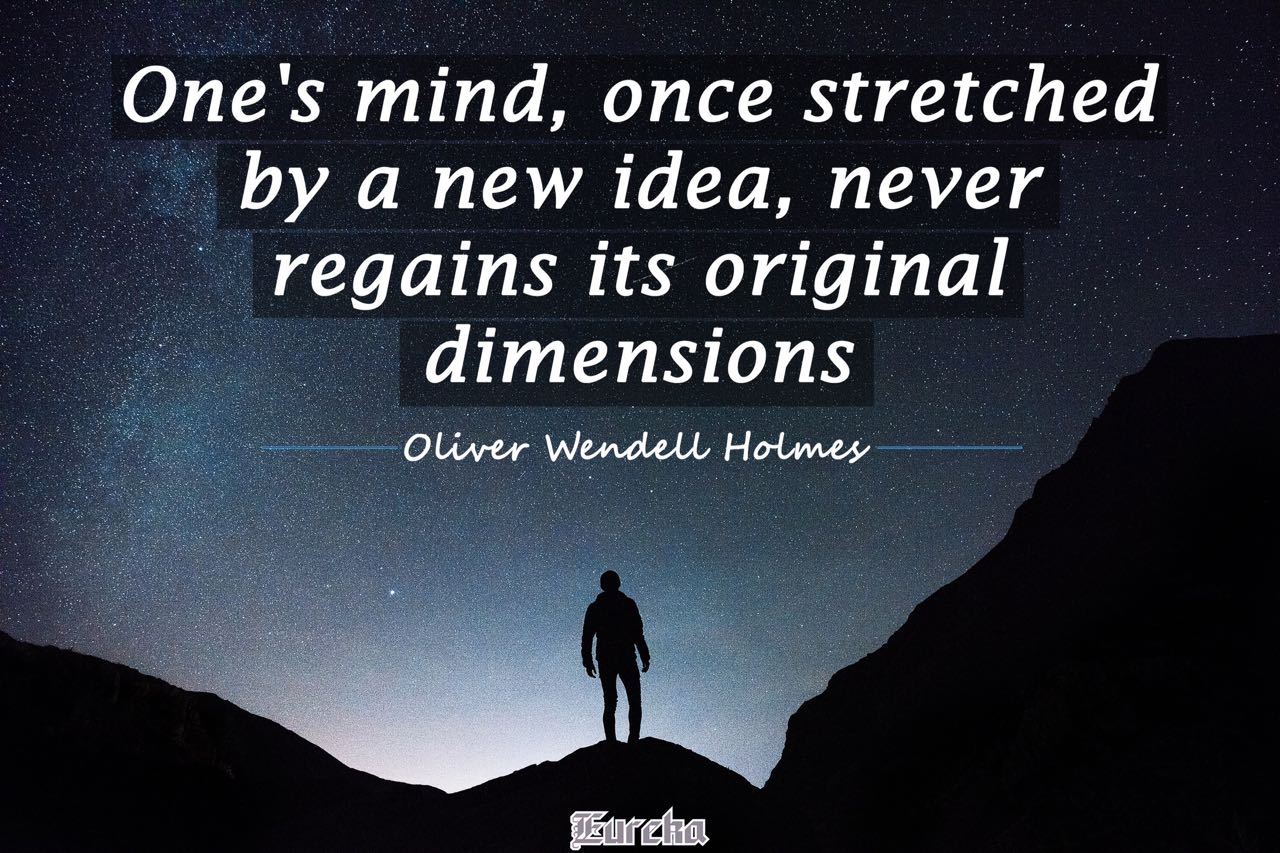 One's mind, once stretched
by a new idea, never
regains its original
dimensions
Oliver Wendell Holmes
Eureka